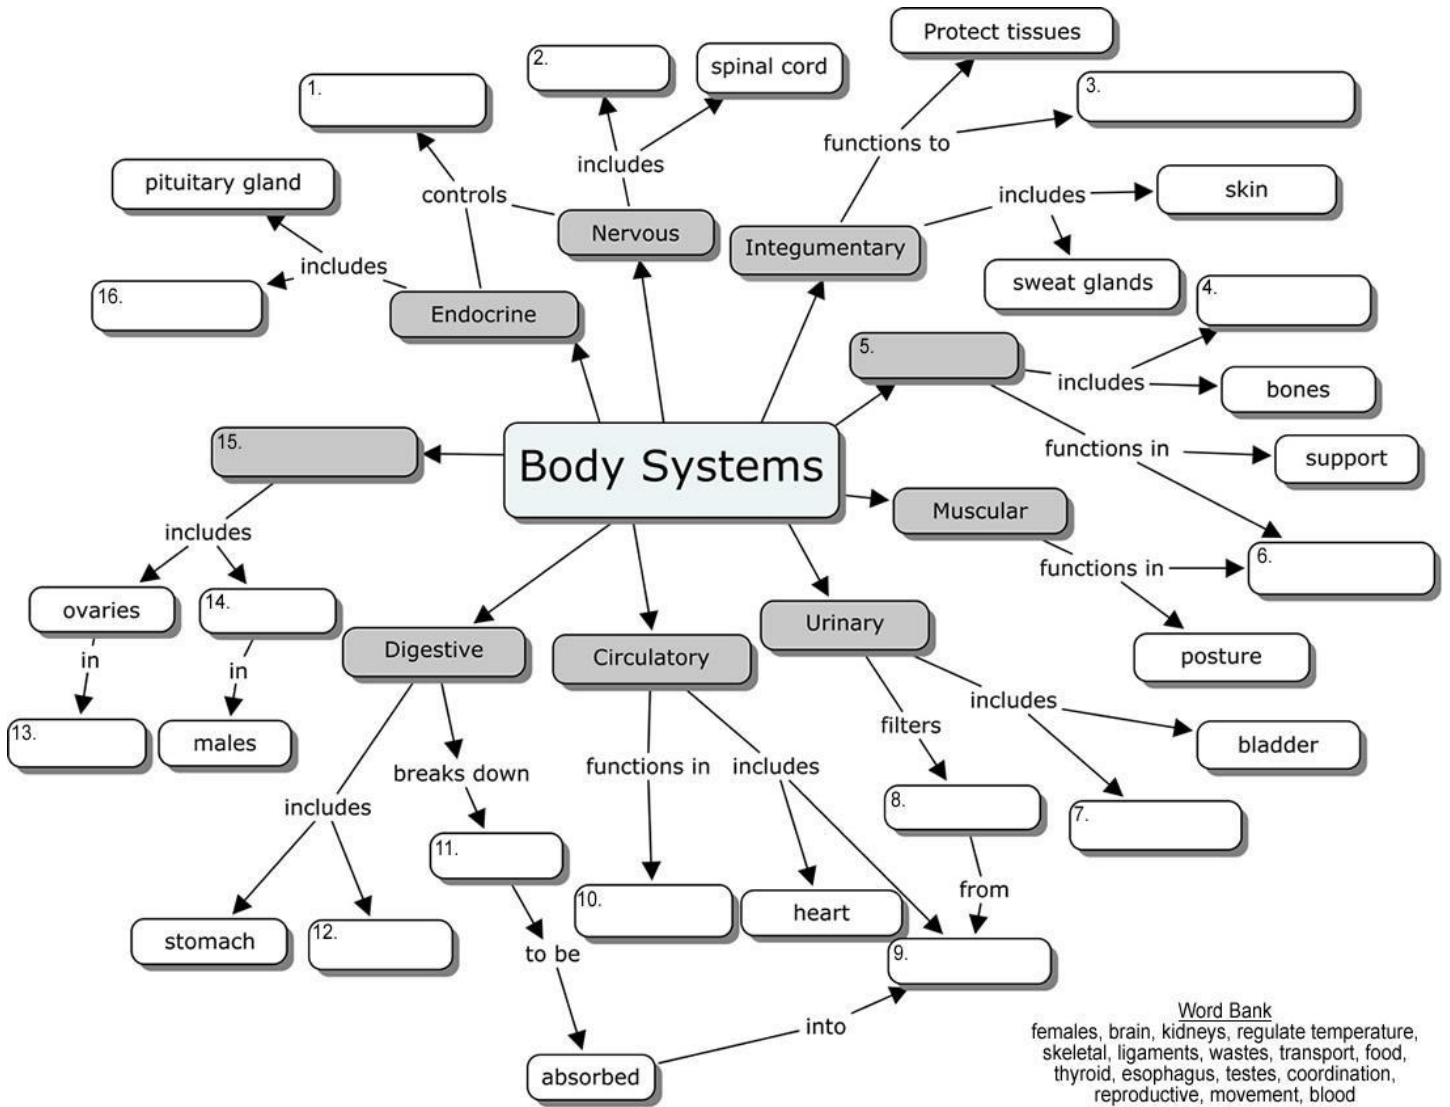 Protect tissues
2.
spinal cord
1.
3.
functions to
includes
pituitary gland
controls
includes
skin
Nervous
Integumentary
includes
sweat glands
16.
4.
Endocrine
5.
includes
bones
15.
functions in
support
Body Systems
Muscular
includes
functions in
6.
ovaries
14.
Urinary
Digestive
Circulatory
posture
in
in
includes
filters
13.
males
bladder
breaks down
functions in
includes
includes
8.
7.
11.
from
10.
heart
stomach
12.
to be
9.
into
absorbed
Word Bank
females, brain, kidneys, regulate temperature,
skeletal, ligaments, wastes, transport, food,
thyroid, esophagus, testes, coordination,
reproductive, movement, blood